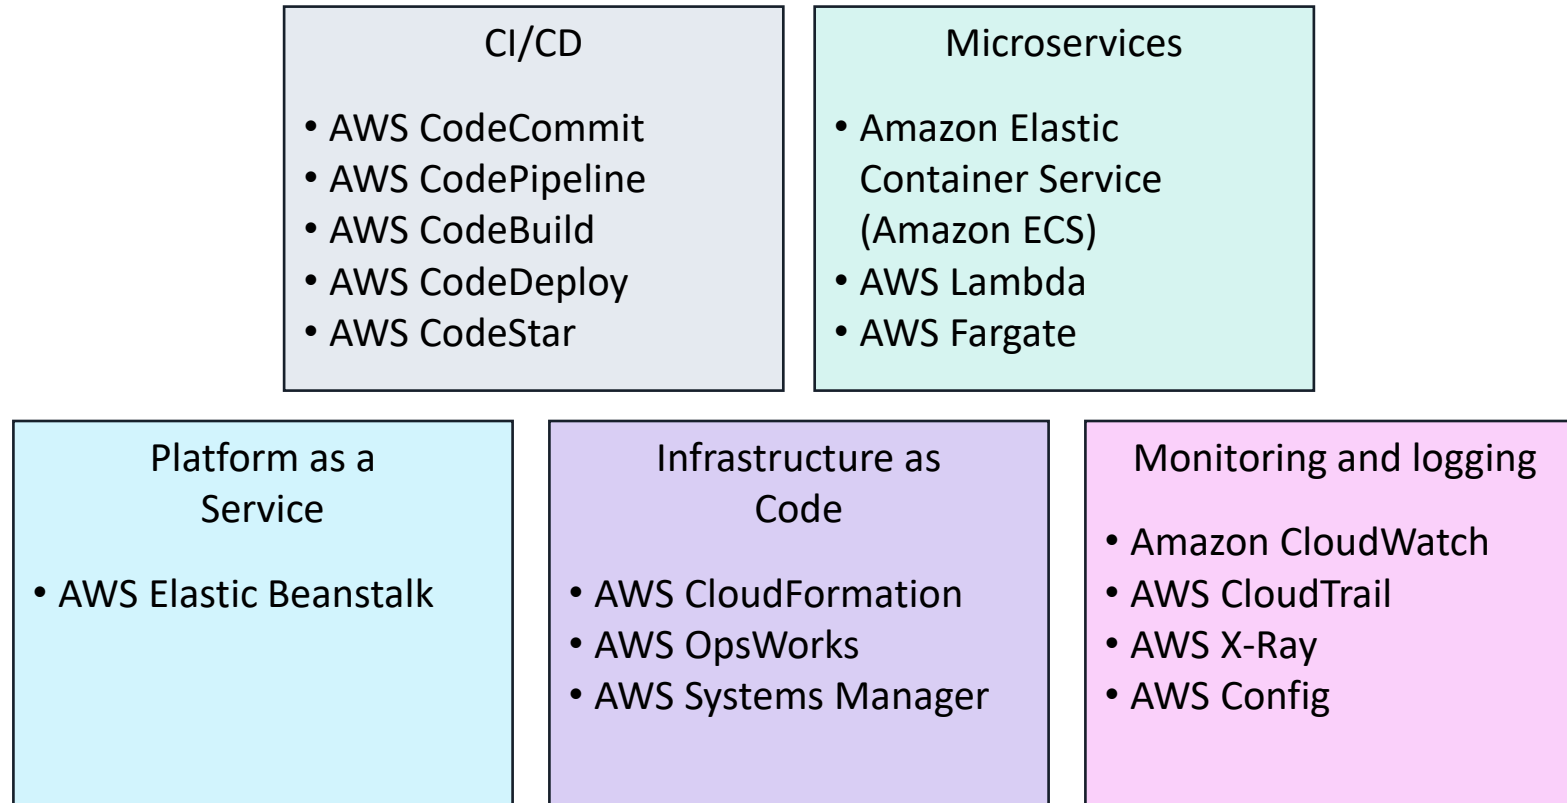 CI/CD
• AWS CodeCommit
• AWS CodePipeline
• AWS CodeBuild
• AWS CodeDeploy
• AWS CodeStar
Microservices
• Amazon Elastic
Container Service
(Amazon ECS)
• AWS Lambda
• AWS Fargate
Platform as a
Service
• AWS Elastic Beanstalk
Infrastructure as
Code
• AWS CloudFormation
• AWS OpsWorks
• AWS Systems Manager
Monitoring and logging
• Amazon CloudWatch
• AWS CloudTrail
• AWS X-Ray
• AWS Config